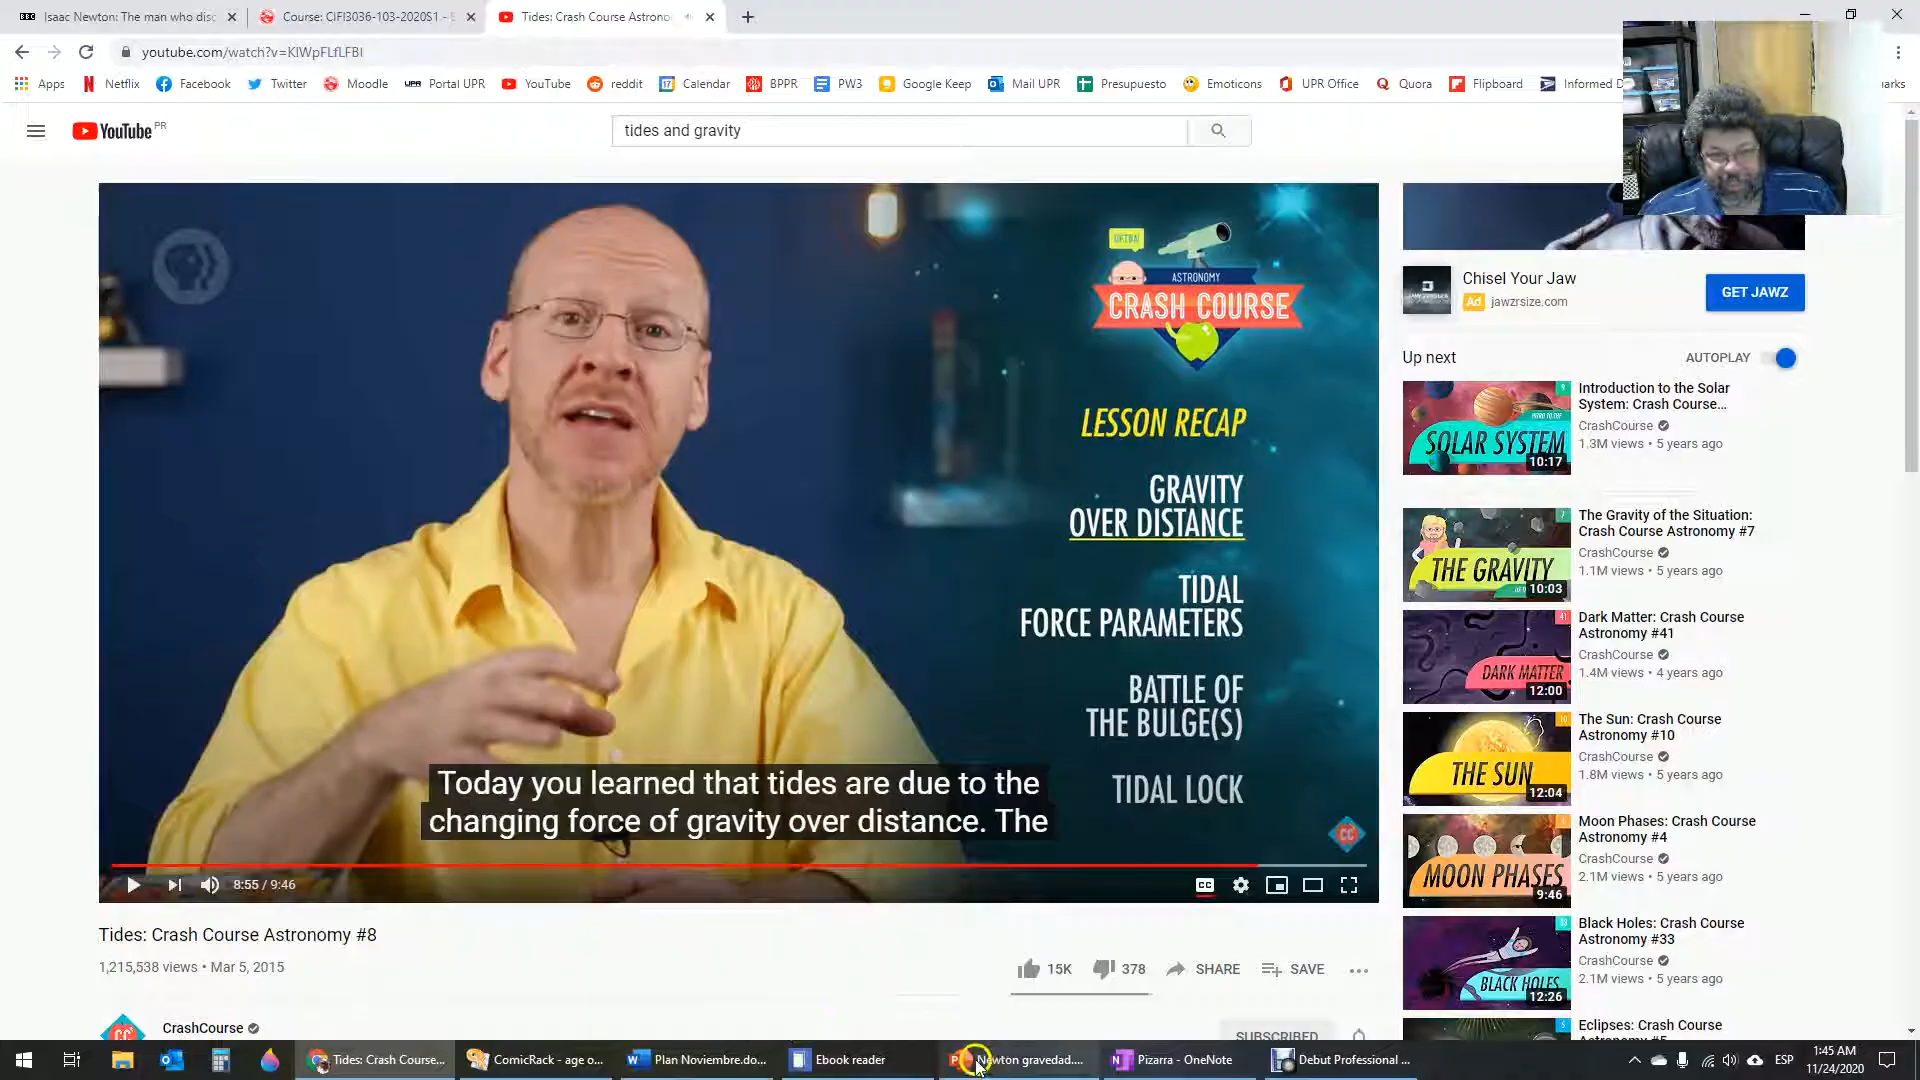 BBC Isaac Newton: The man who disc
Course: CIFI3036-103-2020S1 -
Tides: Crash Course Astrono
youtube.com/watch?v=KlWpFLfLFBI
Apps Netflix Facebook Twitter Moodle UPR Portal UPR YouTube reddit Calendar BPPR PW3 Google Keep Mail UPR Presupuesto Emoticons UPR Office Quora Flipboard Informed D arks
YouTube PR
tides and gravity
ASTRONOMY
CRASH COURSE
LESSON RECAP
GRAVITY
OVER DISTANCE
TIDAL
FORCE PARAMETERS
BATTLE OF
THE BULGE(S)
TIDAL LOCK
Today you learned that tides are due to the
changing force of gravity over distance. The
CC
8:55 / 9:46
CC
Tides: Crash Course Astronomy #8
1,215,538 views • Mar 5, 2015
15K 378 SHARE SAVE
CC
CrashCourse
SUBSCRIBED
Chisel Your Jaw
Ad jawzrsize.com
GET JAWZ
Up next
AUTOPLAY
SOLAR SYSTEM
10:17
Introduction to the Solar
System: Crash Course...
CrashCourse
1.3M views • 5 years ago
THE GRAVITY
10:03
The Gravity of the Situation:
Crash Course Astronomy #7
CrashCourse
1.1M views • 5 years ago
41
DARK MATTER
12:00
Dark Matter: Crash Course
Astronomy #41
CrashCourse
1.4M views • 4 years ago
10
THE SUN
12:04
The Sun: Crash Course
Astronomy #10
CrashCourse
1.8M views • 5 years ago
MOON PHASES
9:46
Moon Phases: Crash Course
Astronomy #4
CrashCourse
2.1M views • 5 years ago
33
BLACK HOLES
12:26
Black Holes: Crash Course
Astronomy #33
CrashCourse
2.1M views • 5 years ago
Eclipses: Crash Course
Tides: Crash Course...
ComicRack - age o...
Plan Noviembre.do...
Ebook reader
Newton gravedad....
Pizarra - OneNote
Debut Professional ...
ESP
1:45 AM
11/24/2020